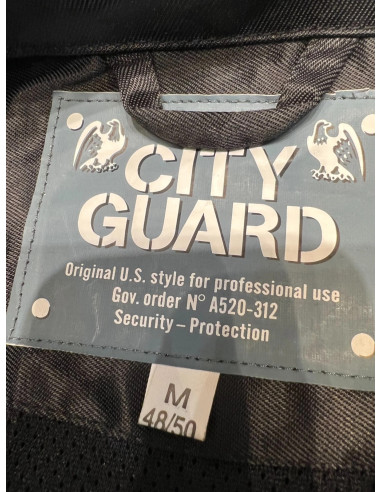 CITY
GUARD
Original U.S. style for professional use
Gov. order N° A520-312
Security – Protection
M
48/50